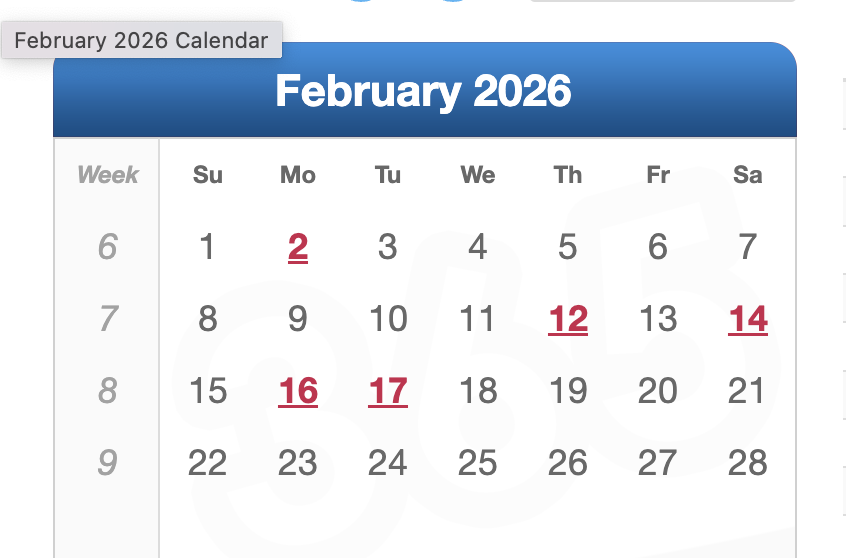 February 2026 Calendar
February 2026
Week Su Mo Tu We Th Fr Sa
6 1 2 3 4 5 6 7
7 8 9 10 11 12 13 14
8 15 16 17 18 19 20 21
9 22 23 24 25 26 27 28
365